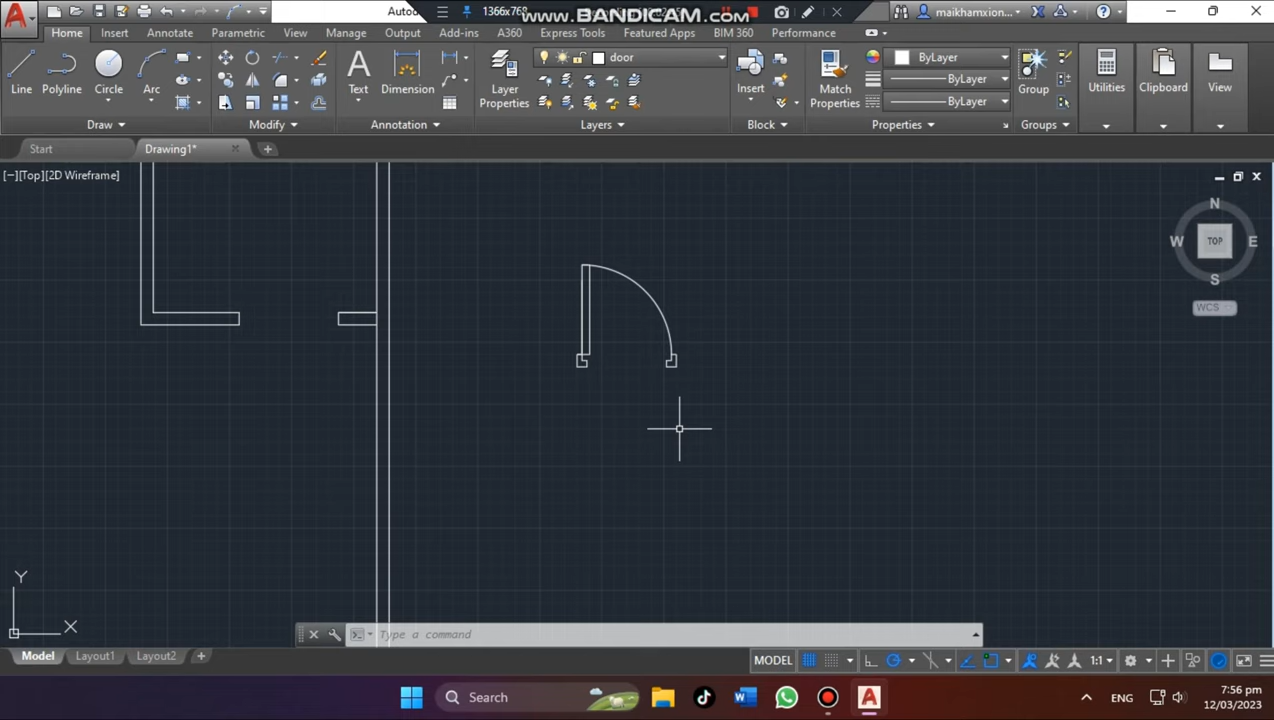 Autod
1366x768
www.BANDICAM.com
maikhamxion...
Home Insert Annotate Parametric View Manage Output Add-ins A360 Express Tools Featured Apps BIM 360 Performance
Line Polyline Circle Arc
Text Dimension
Layer Properties
door
Insert
Match Properties
ByLayer
ByLayer
ByLayer
Group
Utilities
Clipboard
View
Draw Modify Annotation Layers Block Properties Groups
Start Drawing1*
[−][Top][2D Wireframe]
N
W TOP E
S
WCS
Y
X
Type a command
Model Layout1 Layout2
MODEL 1:1
Search
W
A
ENG
7:56 PM
12/03/2023